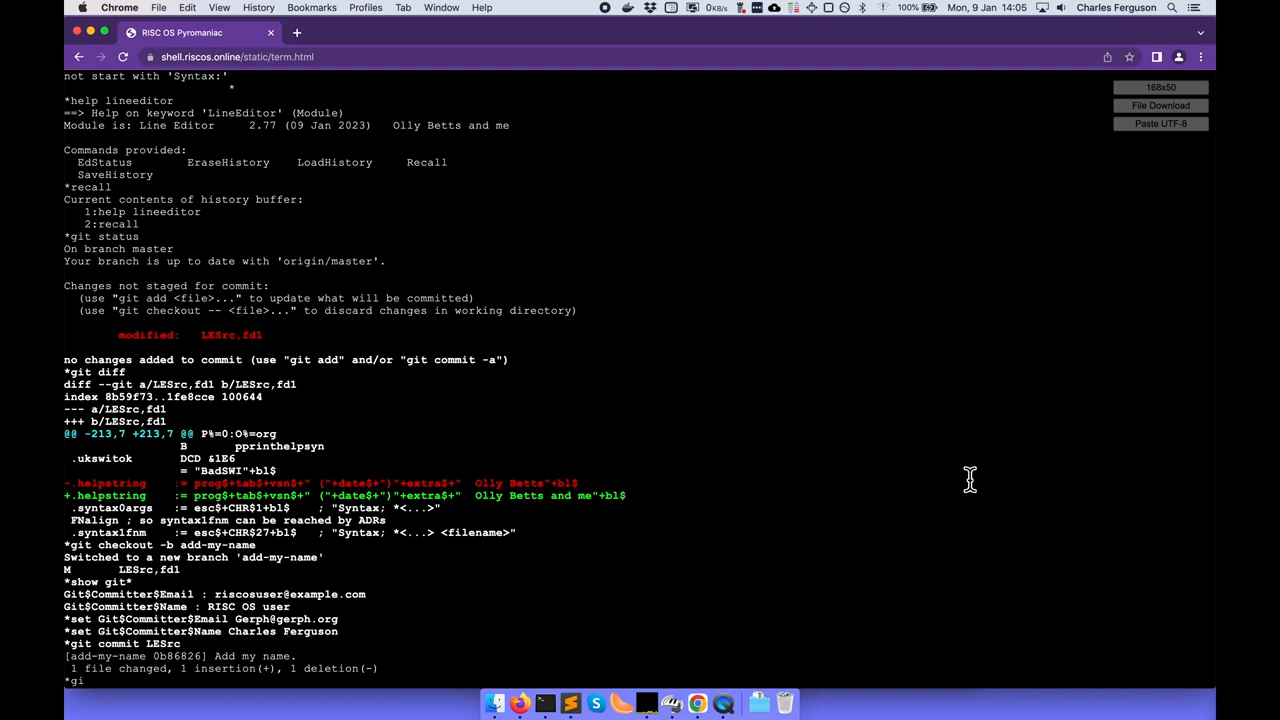 Chrome File Edit View History Bookmarks Profiles Tab Window Help 0KB/s 100% Mon, 9 Jan 14:05 Charles Ferguson
RISC OS Pyromaniac
shell.riscos.online/static/term.html
not start with 'Syntax:'
*
*help lineeditor
==> Help on keyword 'LineEditor' (Module)
Module is: Line Editor 2.77 (09 Jan 2023) Olly Betts and me
Commands provided:
EdStatus EraseHistory LoadHistory Recall
SaveHistory
*recall
Current contents of history buffer:
1:help lineeditor
2:recall
*git status
On branch master
Your branch is up to date with 'origin/master'.
Changes not staged for commit:
(use "git add <file>..." to update what will be committed)
(use "git checkout -- <file>..." to discard changes in working directory)
modified: LESrc,fd1
no changes added to commit (use "git add" and/or "git commit -a")
*git diff
diff --git a/LESrc,fd1 b/LESrc,fd1
index 8b59f73..1fe8cce 100644
--- a/LESrc,fd1
+++ b/LESrc,fd1
@@ -213,7 +213,7 @@ P%=0:O%=org
B pprinthelpsyn
.ukswitok DCD &1E6
= "BadSWI"+bl$
-.helpstring := prog$+tab$+vsn$+" ("+date$+")"+extra$+" Olly Betts"+bl$
+.helpstring := prog$+tab$+vsn$+" ("+date$+")"+extra$+" Olly Betts and me"+bl$
.syntax0args := esc$+CHR$1+bl$ ; "Syntax; *<...>"
FNalign ; so syntax1fnm can be reached by ADRs
.syntax1fnm := esc$+CHR$27+bl$ ; "Syntax; *<...> <filename>"
*git checkout -b add-my-name
Switched to a new branch 'add-my-name'
M LESrc,fd1
*show git*
Git$Committer$Email : riscosuser@example.com
Git$Committer$Name : RISC OS user
*set Git$Committer$Email Gerph@gerph.org
*set Git$Committer$Name Charles Ferguson
*git commit LESrc
[add-my-name 0b86826] Add my name.
1 file changed, 1 insertion(+), 1 deletion(-)
*gi
168x50
File Download
Paste UTF-8